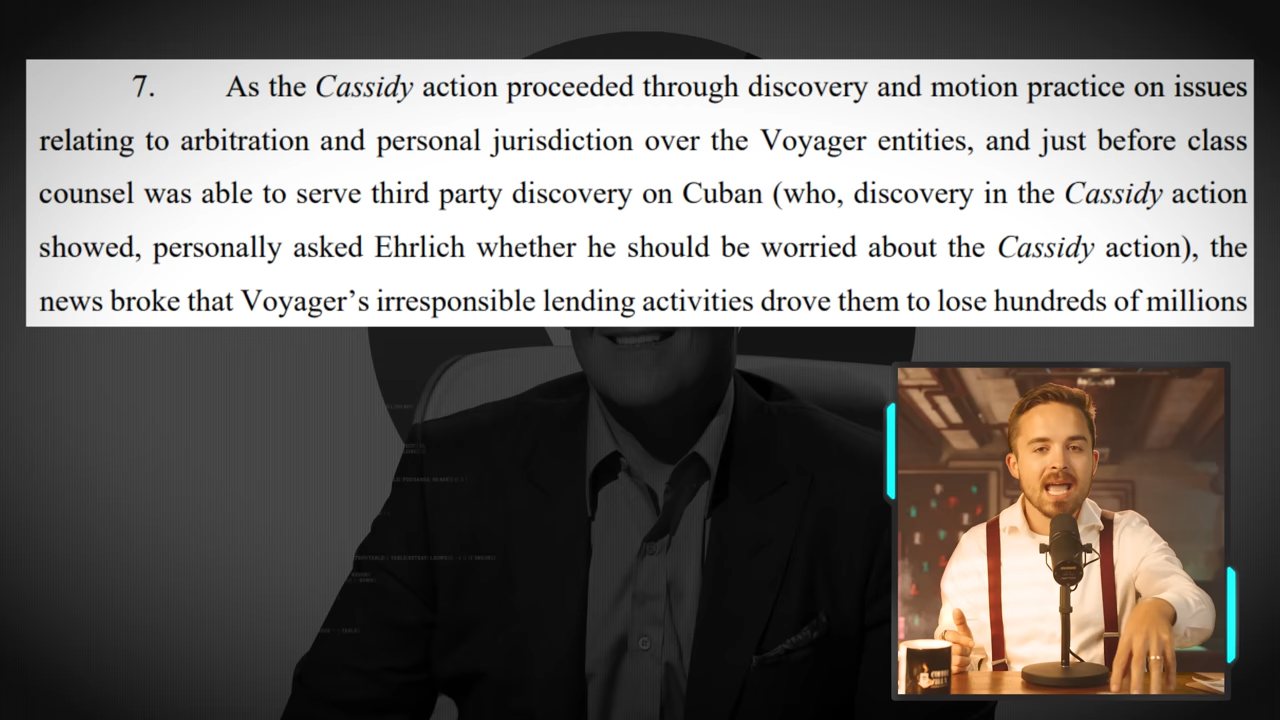 7. As the Cassidy action proceeded through discovery and motion practice on issues
relating to arbitration and personal jurisdiction over the Voyager entities, and just before class
counsel was able to serve third party discovery on Cuban (who, discovery in the Cassidy action
showed, personally asked Ehrlich whether he should be worried about the Cassidy action), the
news broke that Voyager’s irresponsible lending activities drove them to lose hundreds of millions